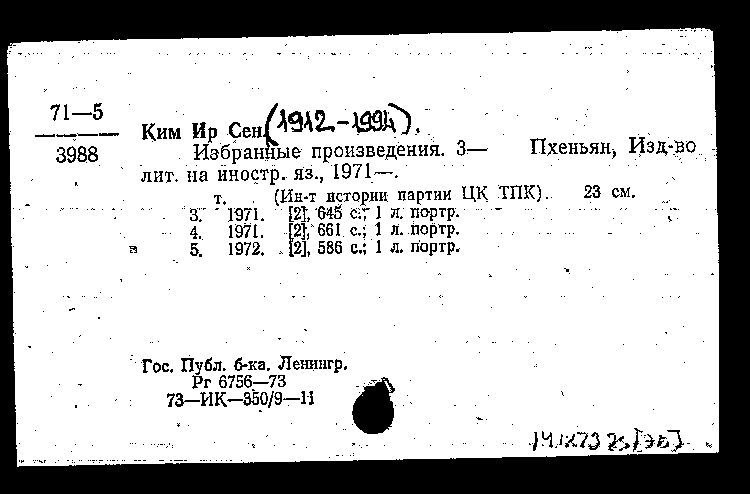 71—5
3988
Ким Ир Сен (1912-1994).
Избранные произведения. 3— Пхеньян, Изд-во
лит. на иностр. яз., 1971—.
т. (Ин-т истории партии ЦК ТПК). 23 см.
3. 1971. [2], 645 с.; 1 л. портр.
4. 1971. [2], 661 с.; 1 л. портр.
5. 1972. [2], 586 с.; 1 л. портр.
Гос. Публ. б-ка. Ленингр.
Рг 6756—73
73—ИК—350/9—11